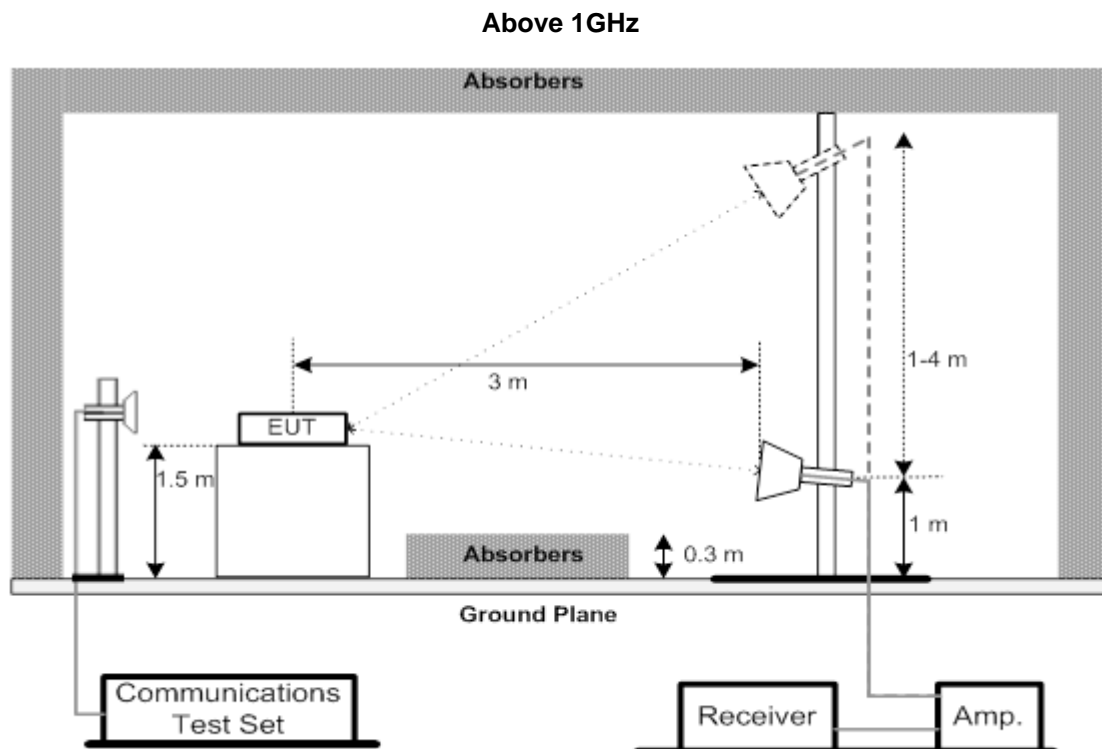 Above 1GHz
Absorbers
1-4 m
3 m
EUT
1.5 m
1 m
Absorbers
0.3 m
Ground Plane
Communications
Test Set
Receiver
Amp.